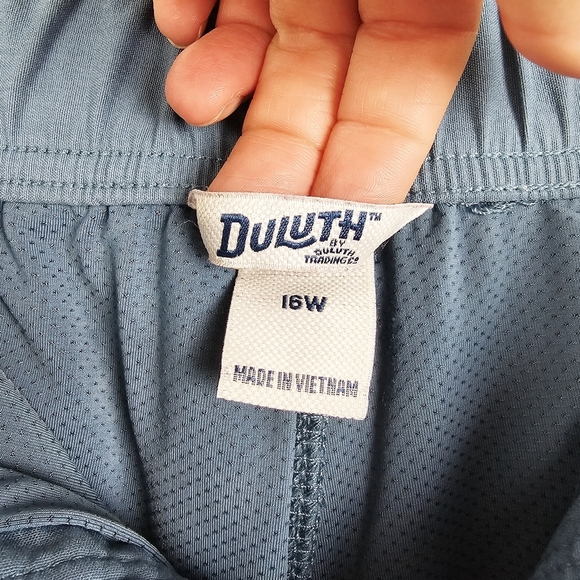 DULUTH™
BY
DULUTH
TRADING Co
16W
MADE IN VIETNAM